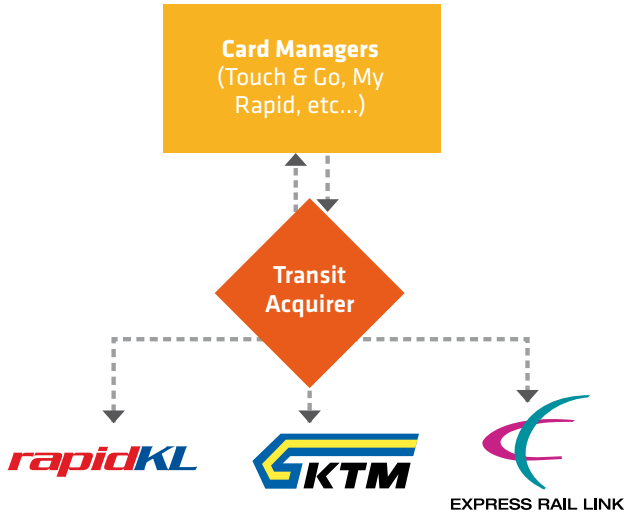 Card Managers
(Touch & Go, My
Rapid, etc...)
Transit
Acquirer
rapidKL
KTM
EXPRESS RAIL LINK